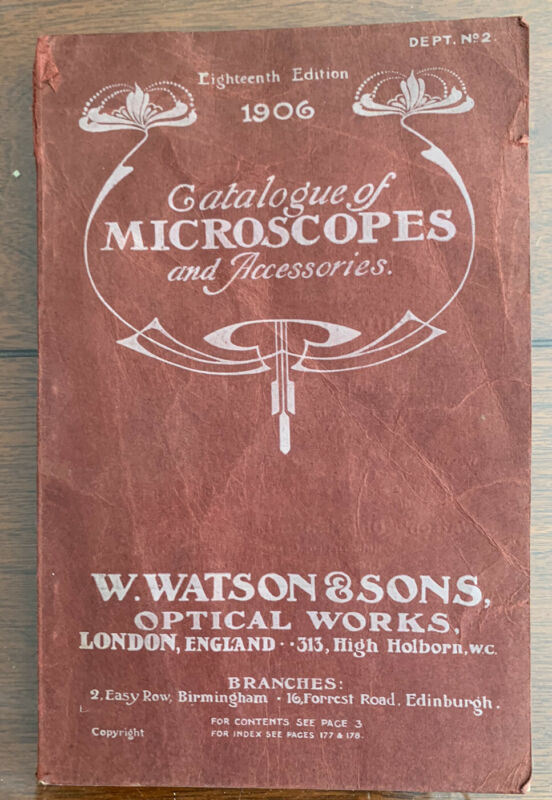 DEPT. Nº 2.
Eighteenth Edition
1906
Catalogue of
MICROSCOPES
and Accessories.
W. WATSON & SONS,
OPTICAL WORKS,
LONDON, ENGLAND · · 313, High Holborn, W.C.
BRANCHES:
2, Easy Row, Birmingham · 16, Forrest Road, Edinburgh.
FOR CONTENTS SEE PAGE 3
Copyright
FOR INDEX SEE PAGES 177 & 178.